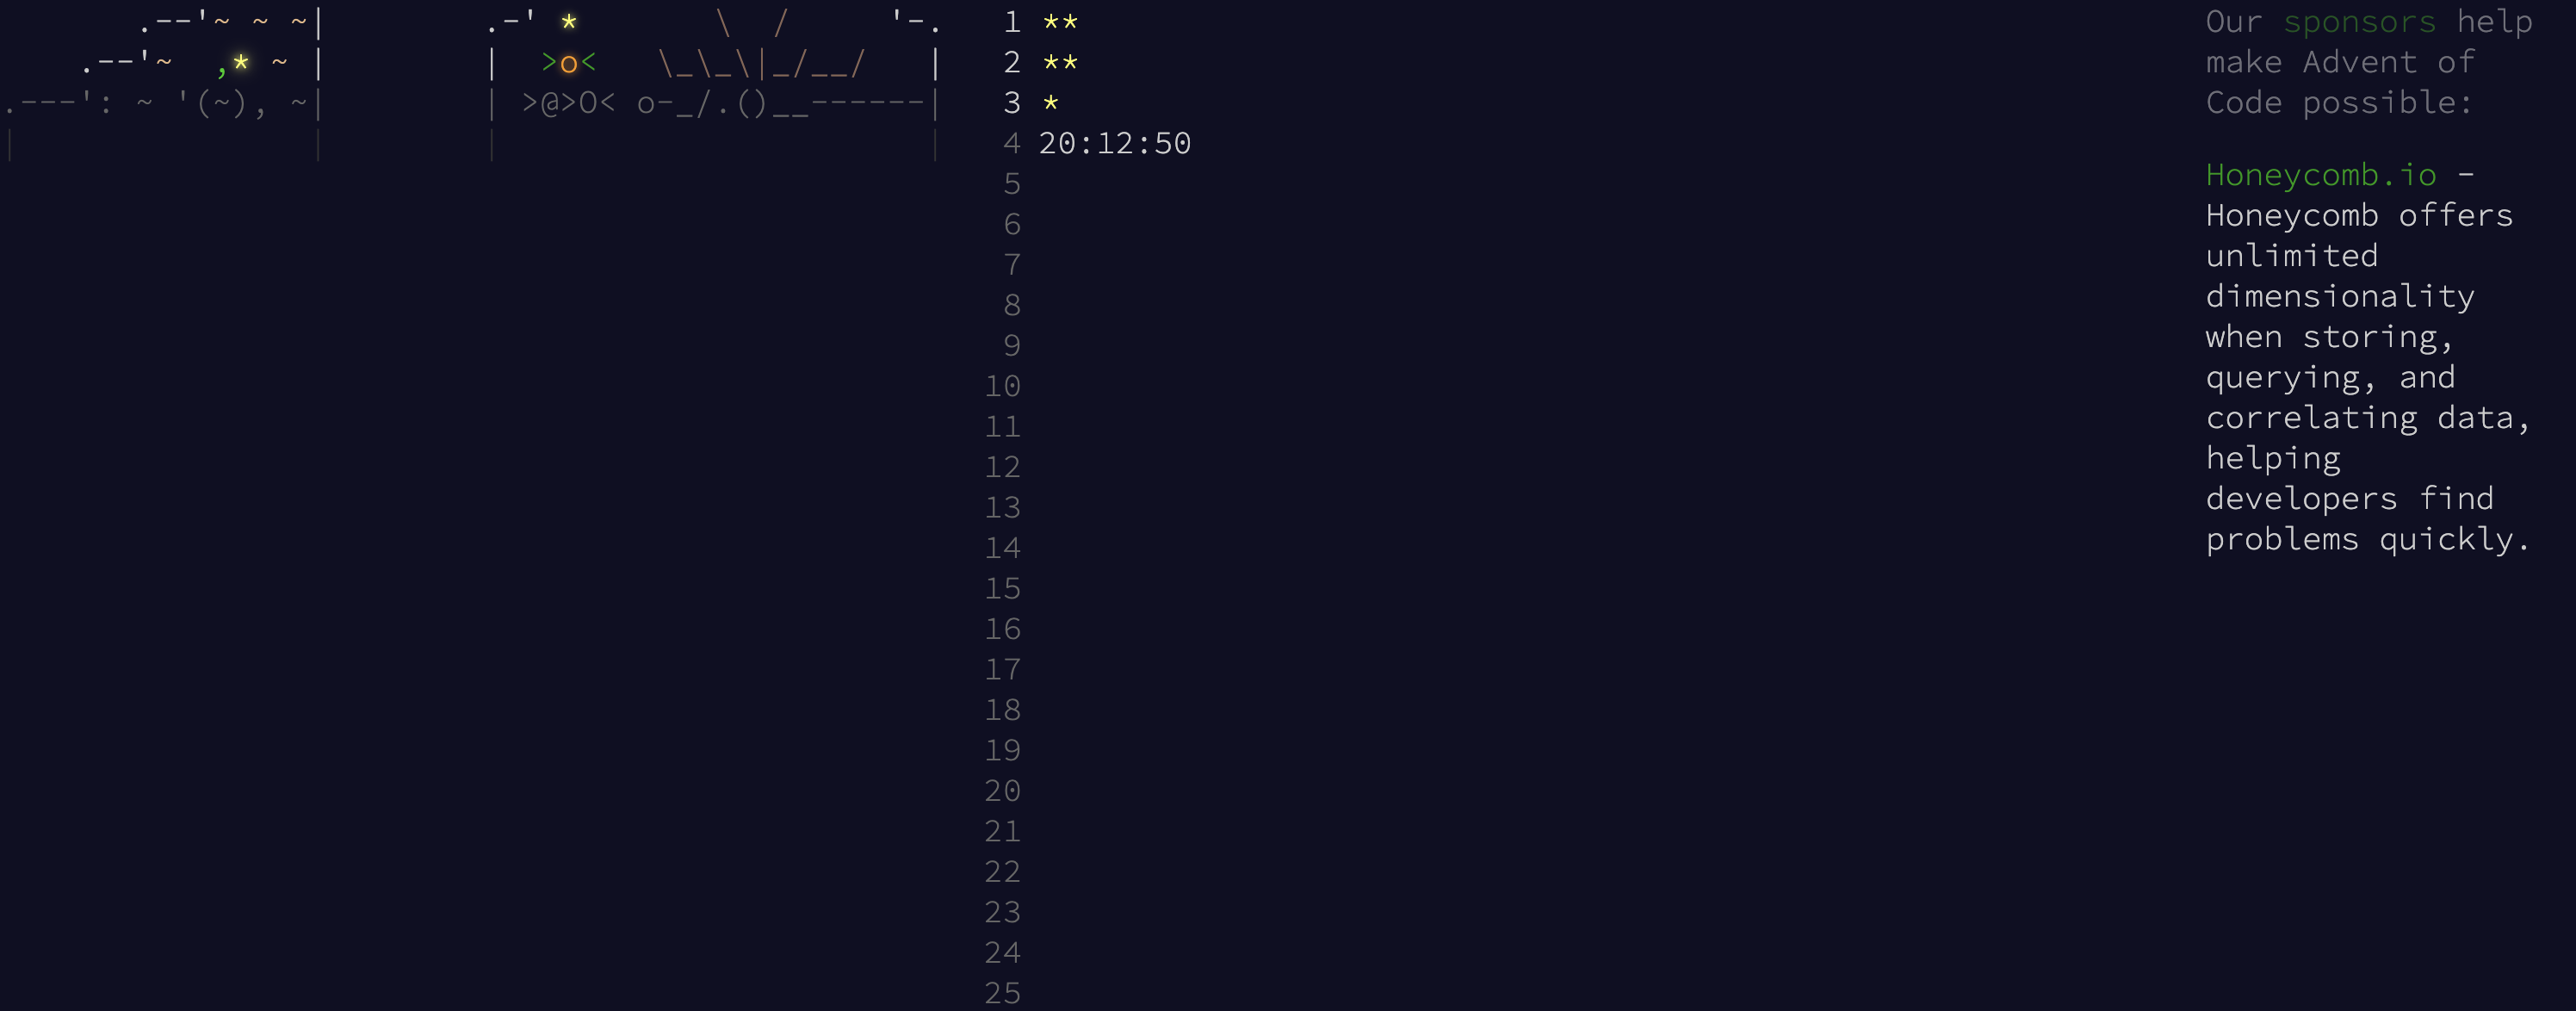 .--'~ ~ ~|         .-' *       \  /     '-.   1 **
.--'~  ,* ~ |        |  >o<   \_\_\|_/__/   |   2 **
.---': ~ '(~), ~|        | >@>O< o-_/.()__------|   3 *
|               |        |                      |   4 20:12:50
5
6
7
8
9
10
11
12
13
14
15
16
17
18
19
20
21
22
23
24
25
Our sponsors help
make Advent of
Code possible:
Honeycomb.io -
Honeycomb offers
unlimited
dimensionality
when storing,
querying, and
correlating data,
helping
developers find
problems quickly.